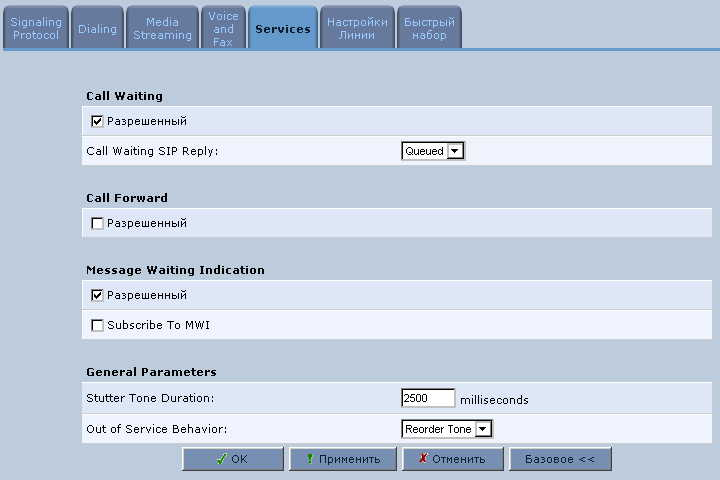 Signaling Protocol
Dialing
Media Streaming
Voice and Fax
Services
Настройки Линии
Быстрый набор
Call Waiting
Разрешенный
Call Waiting SIP Reply: Queued
Call Forward
Разрешенный
Message Waiting Indication
Разрешенный
Subscribe To MWI
General Parameters
Stutter Tone Duration: 2500 milliseconds
Out of Service Behavior: Reorder Tone
OK Применить Отменить Базовое <<